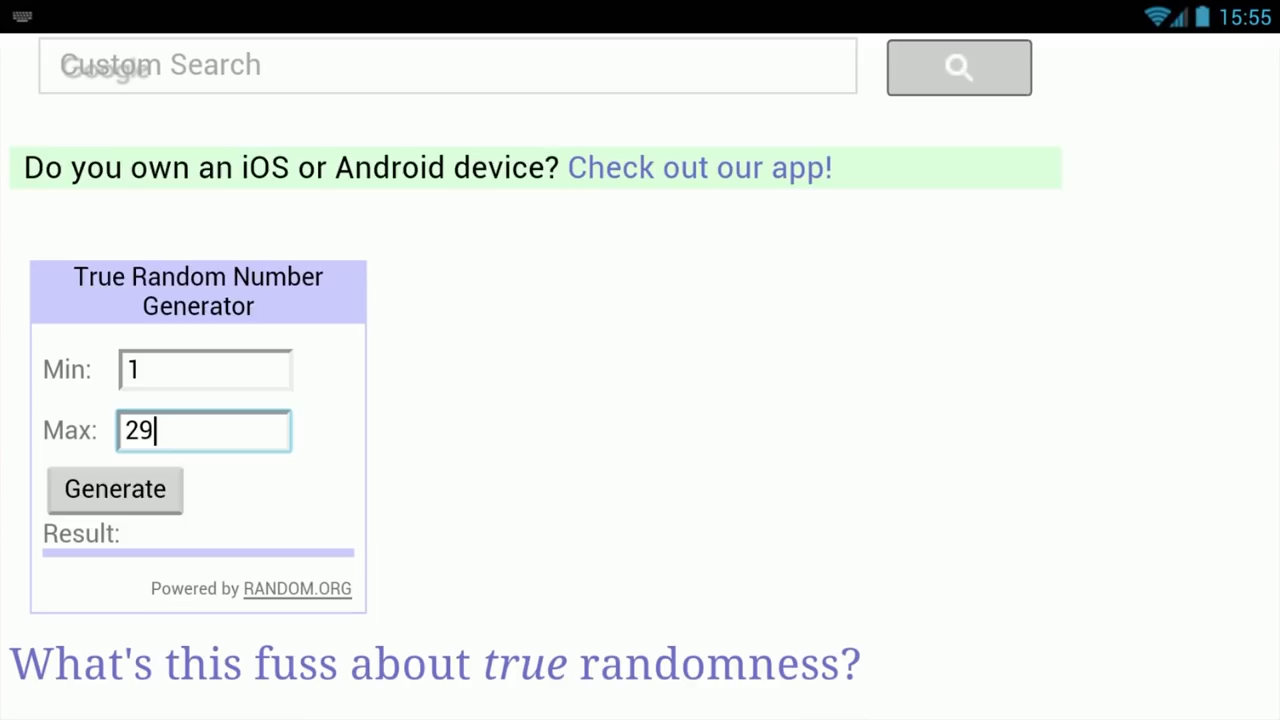 15:55
Custom Search
Google
Do you own an iOS or Android device? Check out our app!
True Random Number
Generator
Min: 1
Max: 29
Generate
Result:
Powered by RANDOM.ORG
What's this fuss about true randomness?